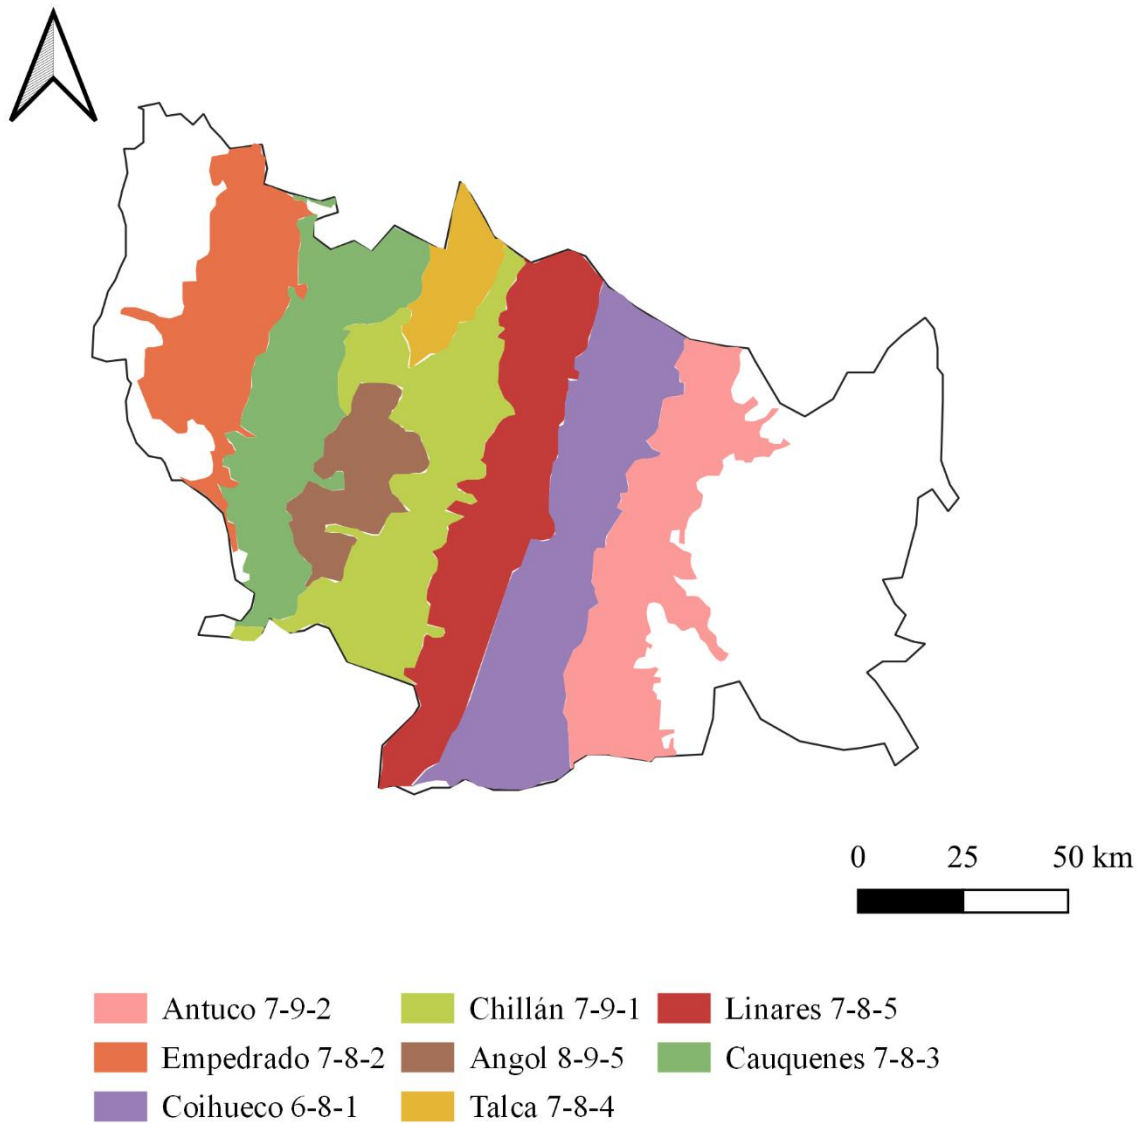 0 25 50 km
Antuco 7-9-2 Chillán 7-9-1 Linares 7-8-5
Empedrado 7-8-2 Angol 8-9-5 Cauquenes 7-8-3
Coihueco 6-8-1 Talca 7-8-4